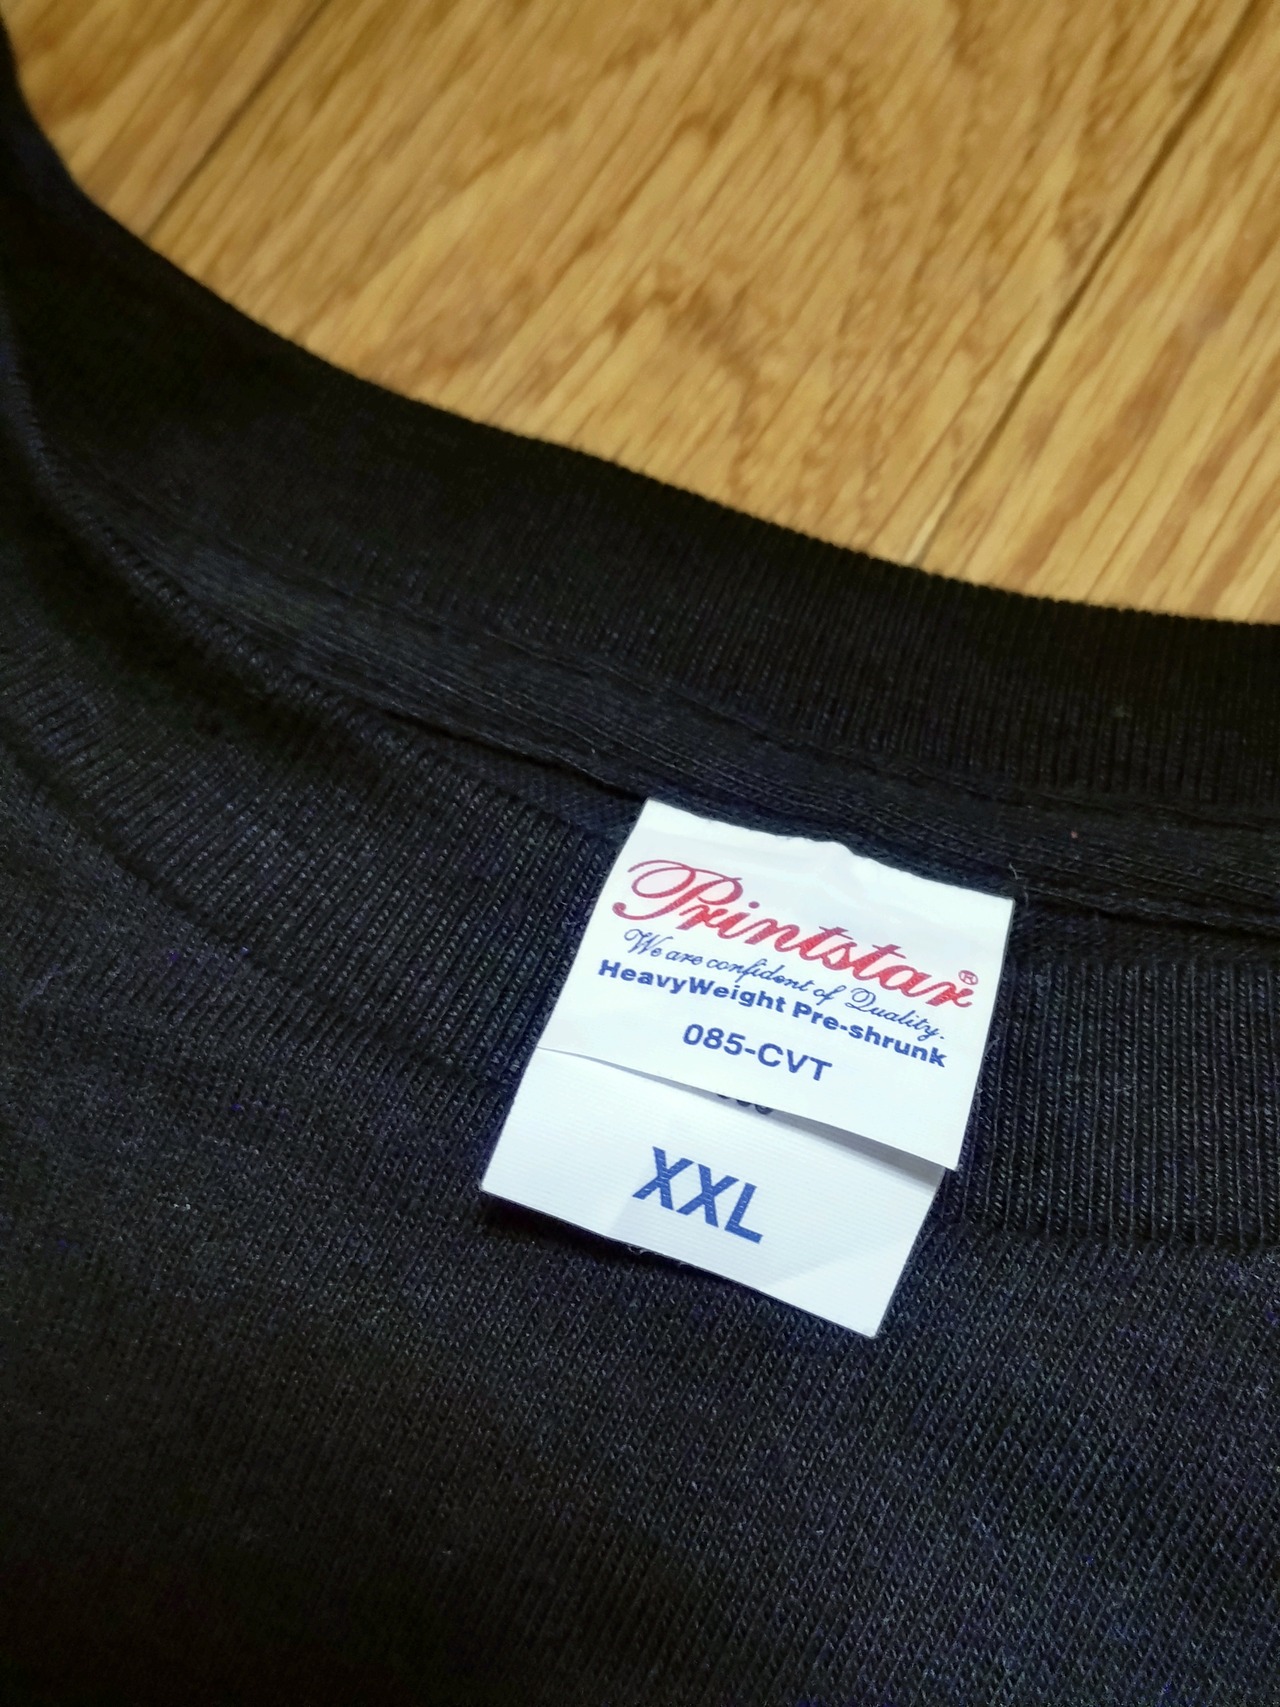 Printstar®
We are confident of Quality.
HeavyWeight Pre-shrunk
085-CVT
XXL